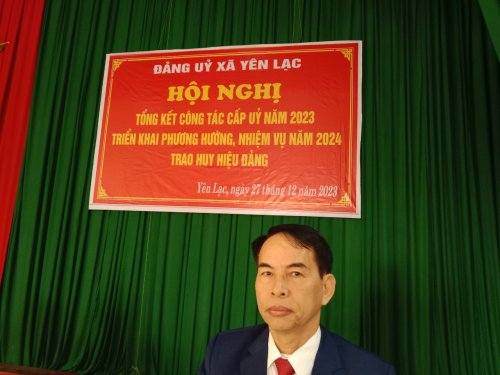 ĐẢNG UỶ XÃ YÊN LẠC
HỘI NGHỊ
TỔNG KẾT CÔNG TÁC CẤP UỶ NĂM 2023
TRIỂN KHAI PHƯƠNG HƯỚNG, NHIỆM VỤ NĂM 2024
TRAO HUY HIỆU ĐẢNG
Yên Lạc, ngày 27 tháng 12 năm 2023